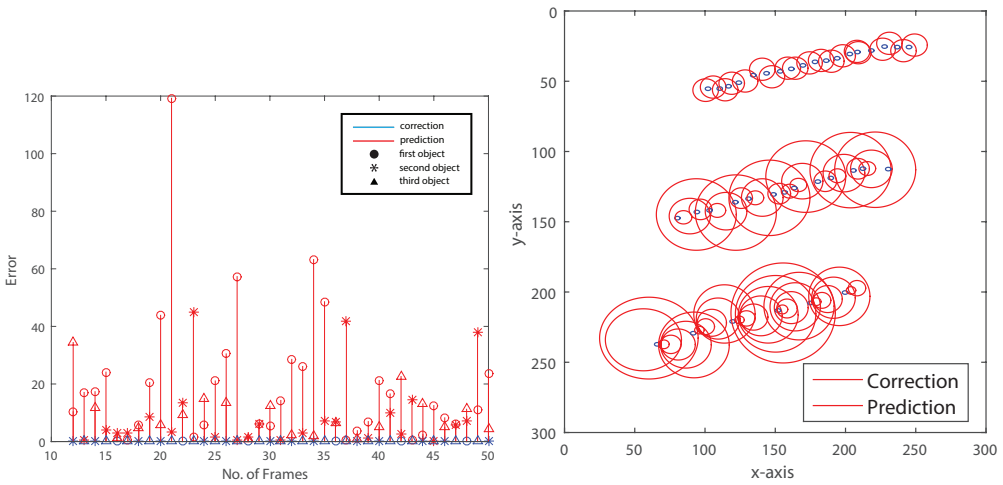 120
100
80
60
40
20
0
10
15
20
25
30
35
40
45
50
Error
No. of Frames
correction
prediction
first object
second object
third object
0
50
100
150
200
250
300
0
50
100
150
200
250
300
y-axis
x-axis
Correction
Prediction